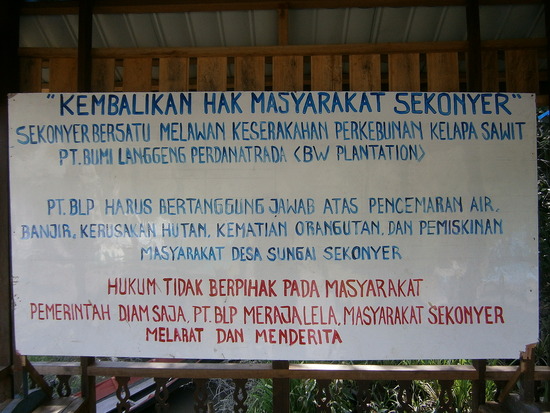 "KEMBALIKAN HAK MASYARAKAT SEKONYER"
SEKONYER BERSATU MELAWAN KESERAKAHAN PERKEBUNAN KELAPA SAWIT
PT. BUMI LANGGENG PERDANATRADA <BW PLANTATION>
PT. BLP HARUS BERTANGGUNG JAWAB ATAS PENCEMARAN AIR,
BANJIR, KERUSAKAN HUTAN, KEMATIAN ORANGUTAN, DAN PEMISKINAN
MASYARAKAT DESA SUNGAI SEKONYER
HUKUM TIDAK BERPIHAK PADA MASYARAKAT
PEMERINTAH DIAM SAJA, PT. BLP MERAJALELA, MASYARAKAT SEKONYER
MELARAT DAN MENDERITA